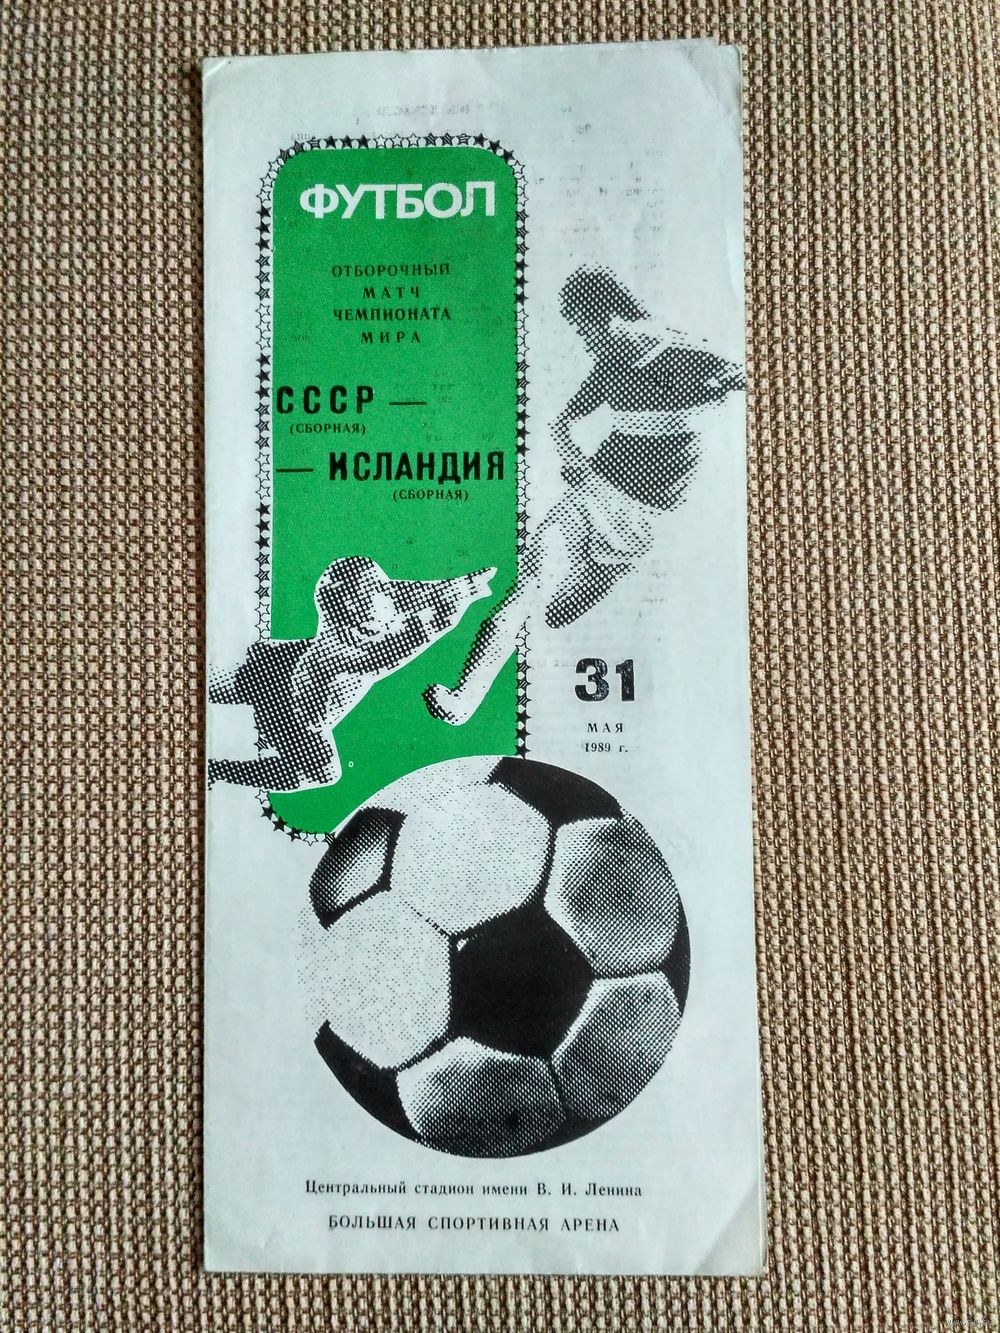 ФУТБОЛ
ОТБОРОЧНЫЙ
МАТЧ
ЧЕМПИОНАТА
МИРА
СССР —
(СБОРНАЯ)
— ИСЛАНДИЯ
(СБОРНАЯ)
31
МАЯ
1989 г.
Центральный стадион имени В. И. Ленина
БОЛЬШАЯ СПОРТИВНАЯ АРЕНА